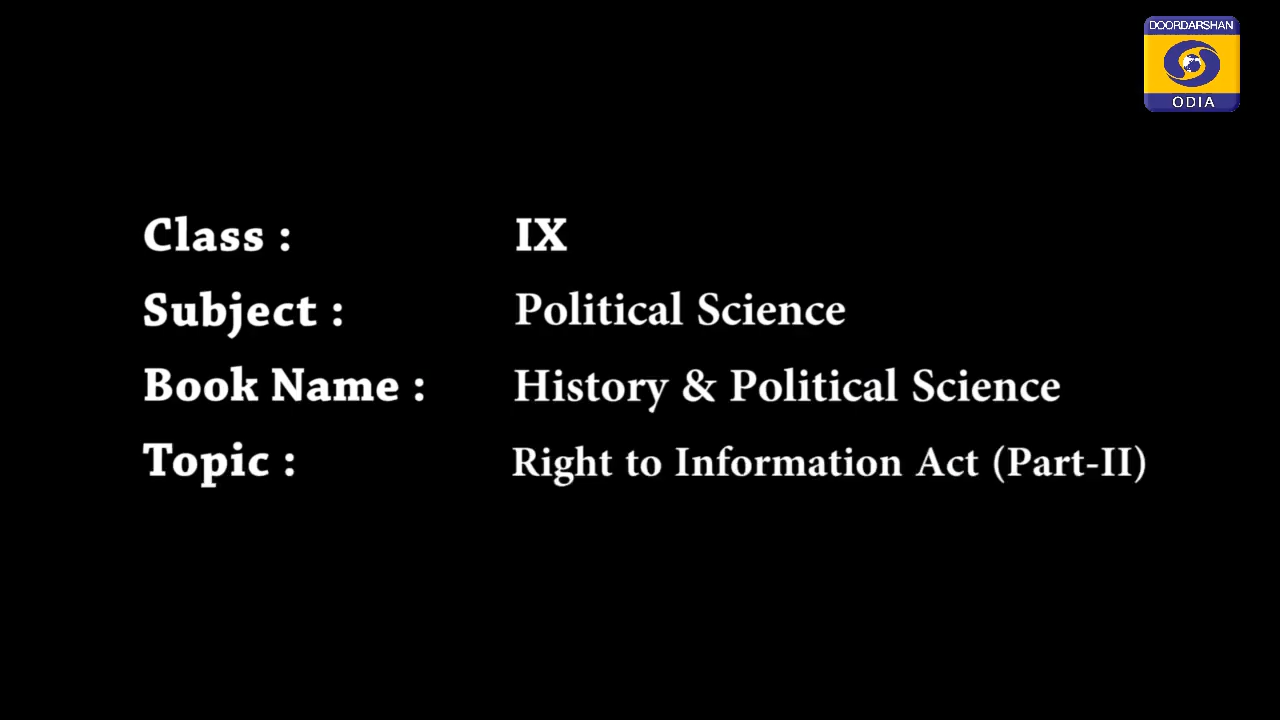 DOORDARSHAN
ODIA
Class : IX
Subject : Political Science
Book Name : History & Political Science
Topic : Right to Information Act (Part-II)